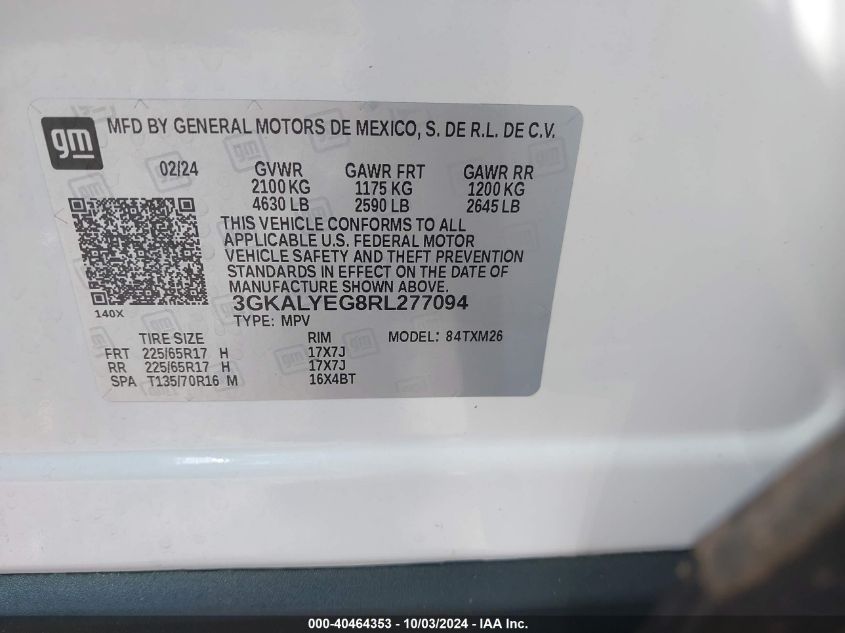 gm
MFD BY GENERAL MOTORS DE MEXICO, S. DE R.L. DE C.V.
02/24 GVWR GAWR FRT GAWR RR
2100 KG 1175 KG 1200 KG
4630 LB 2590 LB 2645 LB
THIS VEHICLE CONFORMS TO ALL
APPLICABLE U.S. FEDERAL MOTOR
VEHICLE SAFETY AND THEFT PREVENTION
STANDARDS IN EFFECT ON THE DATE OF
MANUFACTURE SHOWN ABOVE.
3GKALYEG8RL277094
140X
TYPE: MPV
TIRE SIZE RIM MODEL: 84TXM26
FRT 225/65R17 H 17X7J
RR 225/65R17 H 17X7J
SPA T135/70R16 M 16X4BT
000-40464353 - 10/03/2024 - IAA Inc.